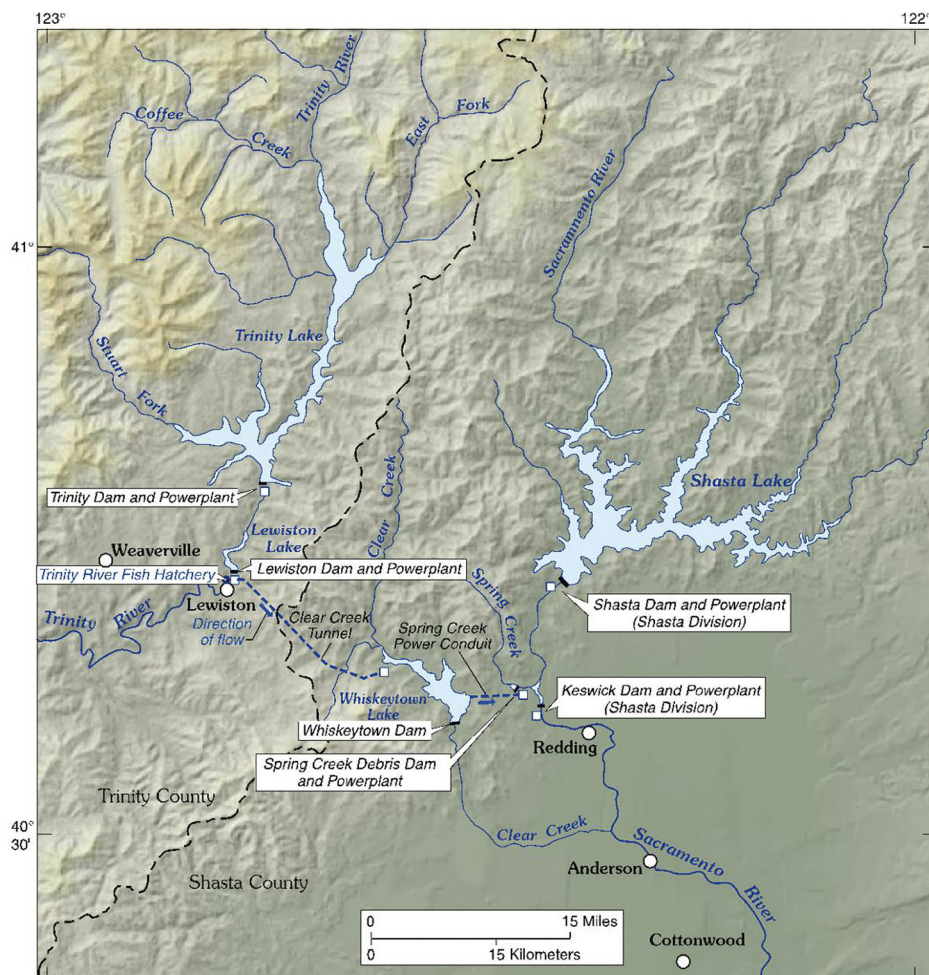 123°
122°
Trinity River
Coffee
Creek
East
Fork
Sacrammento River
41°
Trinity Lake
Stuart
Fork
Shasta Lake
Trinity Dam and Powerplant
Clear Creek
Lewiston
Lake
Weaverville
Lewiston Dam and Powerplant
Trinity River Fish Hatchery
Spring Creek
Lewiston
Shasta Dam and Powerplant
(Shasta Division)
Trinity River
Direction
of flow
Clear Creek
Tunnel
Spring Creek
Power Conduit
Whiskeytown
Lake
Keswick Dam and Powerplant
(Shasta Division)
Whiskeytown Dam
Redding
Spring Creek Debris Dam
and Powerplant
Trinity County
40°
30'
Clear Creek
Sacramento
River
Anderson
Shasta County
0
15 Miles
0
15 Kilometers
Cottonwood